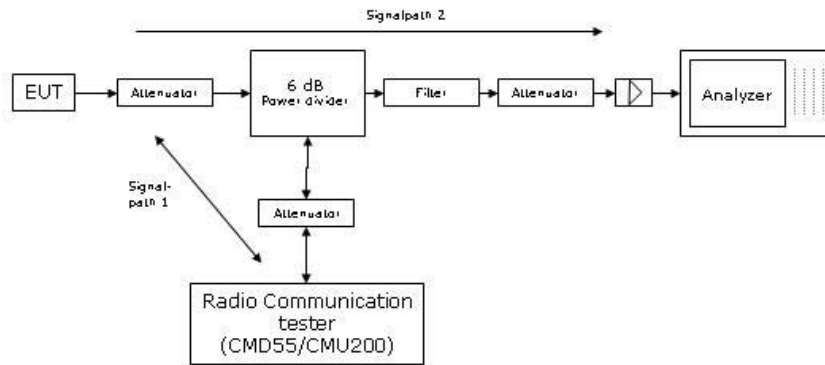 Signalpath 2
EUT
Attenuator
6 dB
Power divider
Filter
Attenuator
Analyzer
Signal-
path 1
Attenuator
Radio Communication
tester
(CMD55/CMU200)